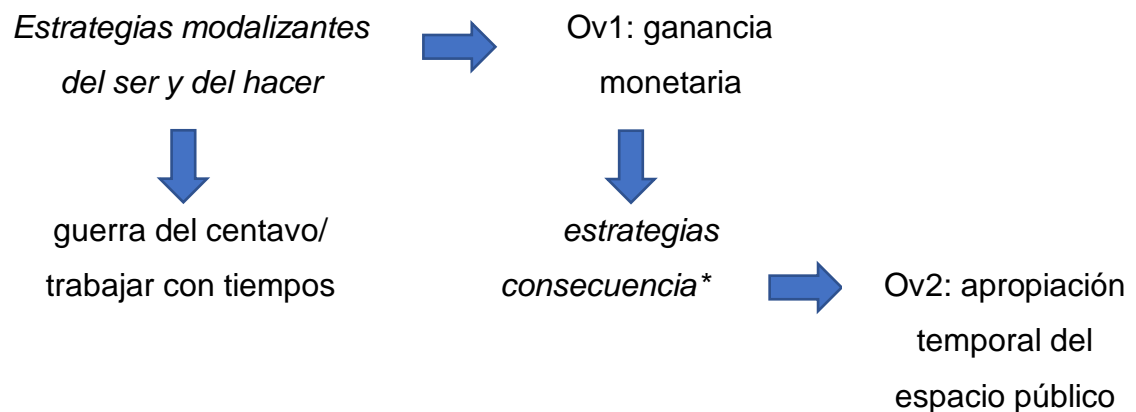 Estrategias modalizantes
del ser y del hacer
Ov1: ganancia
monetaria
guerra del centavo/
trabajar con tiempos
estrategias
consecuencia*
Ov2: apropiación
temporal del
espacio público